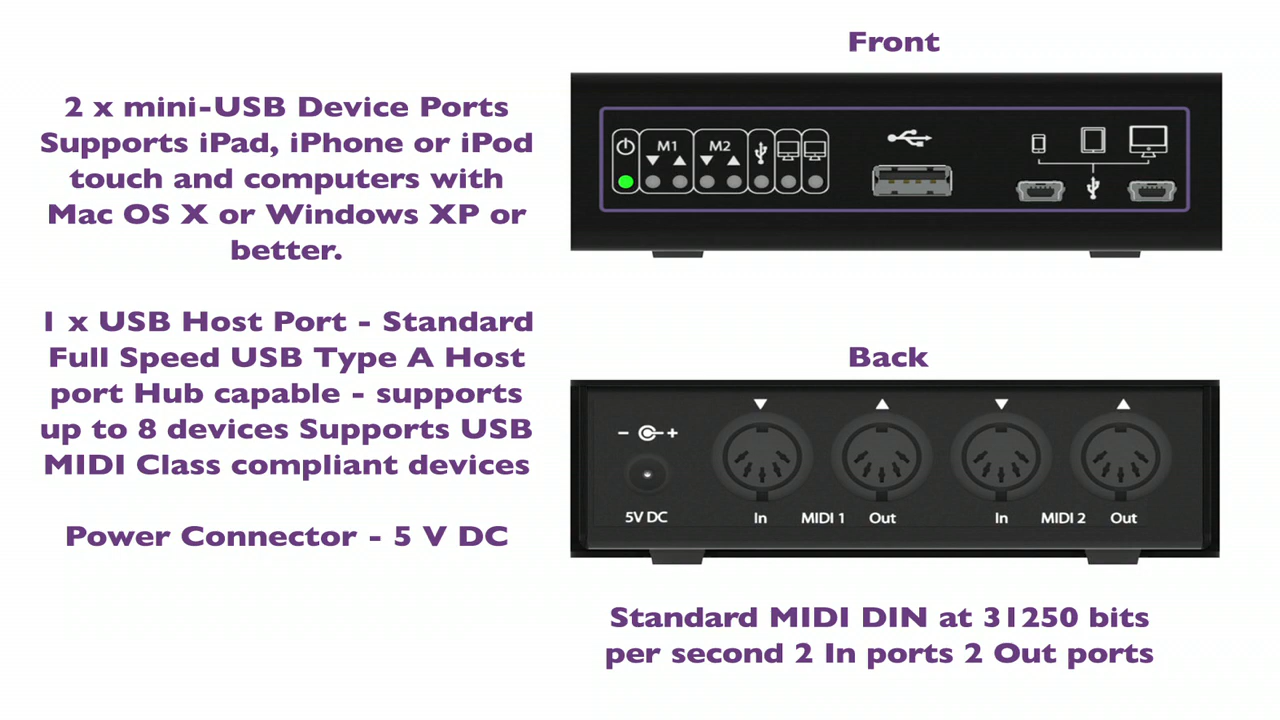 Front
2 x mini-USB Device Ports
Supports iPad, iPhone or iPod
touch and computers with
Mac OS X or Windows XP or
better.
M1
M2
1 x USB Host Port - Standard
Full Speed USB Type A Host
port Hub capable - supports
up to 8 devices Supports USB
MIDI Class compliant devices
Power Connector - 5 V DC
Back
5V DC
In
MIDI 1
Out
In
MIDI 2
Out
Standard MIDI DIN at 31250 bits
per second 2 In ports 2 Out ports